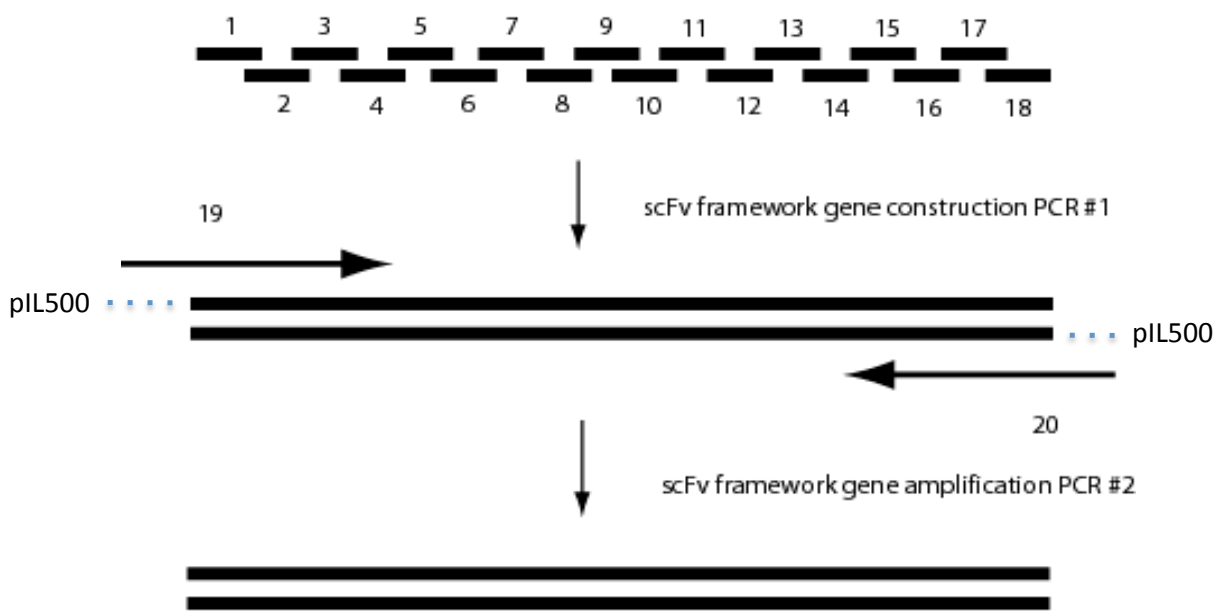 1 3 5 7 9 11 13 15 17
2 4 6 8 10 12 14 16 18
scFv framework gene construction PCR #1
19
pIL500
pIL500
20
scFv framework gene amplification PCR #2